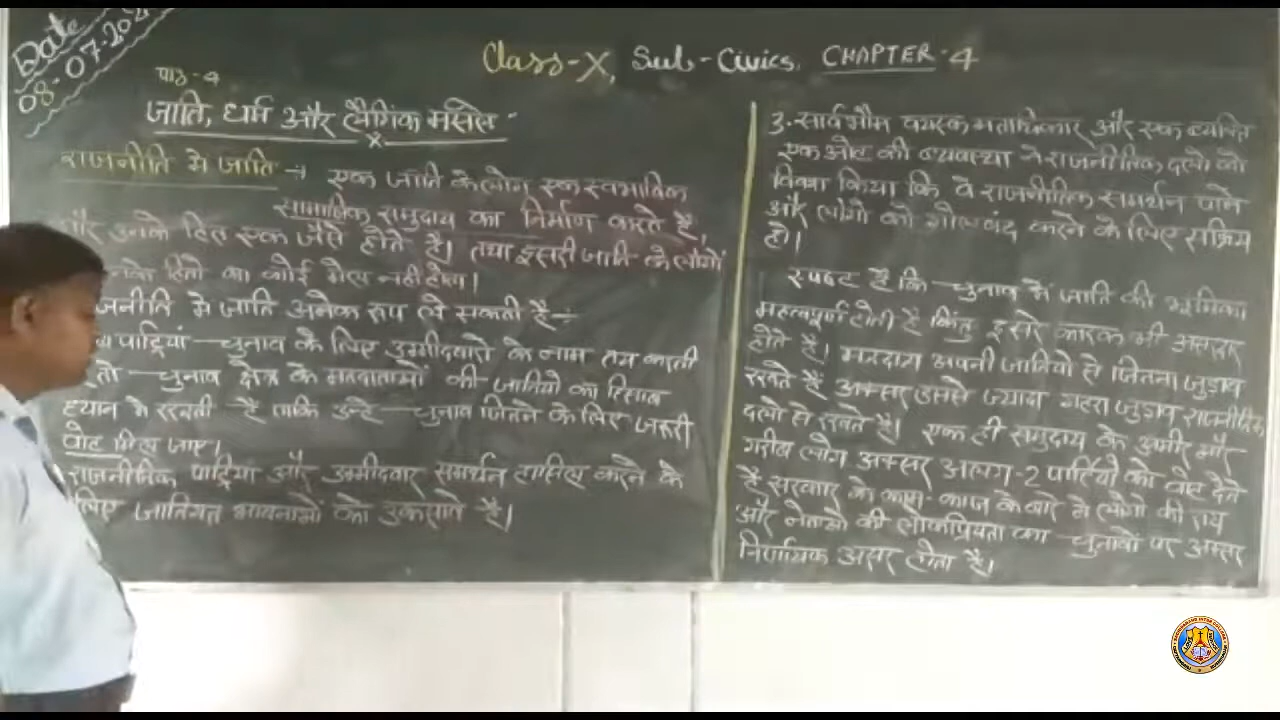 Date
08-07-202
Class-X, Sub-Civics, CHAPTER-4
पाठ-4
जाति, धर्म और लैगिंक मसले
x
राजनीति मे जाति -: एक जाति के लोग एक स्वभाविक
सामाजिक समुदाय का निर्माण करते है,
और उनके हित एक जैसे होते है। तथा दूसरी जाति के लोगों
नके हितो का कोई मेल नही होता।
जनीति मे जाति अनेक रूप ले सकती है :-
पाट्रियां चुनाव के लिए उम्मीदवारो के नाम तय करती
तो चुनाव क्षेत्र के मतदाताओं की जातियो का हिसाब
ध्यान मे रखती है ताकि उन्हे चुनाव जितने के लिए जरूरी
वोट मिल जाए।
राजनीतिक पाट्रियां और उम्मीदवार समर्थन हासिल करने के
लिए जातिगत भावनाओं को उकसाते है।
3. सार्वभौम वयस्क मताधिकार और एक व्यक्ति
एक वोट की व्यवस्था ने राजनीतिक दलो को
विवश किया कि वे राजनीतिक समर्थन पाने
और लोगो को गोलबंद करने के लिए सक्रिय
हो।
स्पष्ट है कि चुनाव मे जाति की भूमिका
महत्वपूर्ण होती है किंतु दूसरे कारक भी असरदार
होते है। मतदाता अपनी जातियो से जितना जुड़ाव
रखते है अक्सर उससे ज्यादा गहरा जुड़ाव राजनीतिक
दलो से रखते है। एक ही समुदाय के अमीर और
गरीब लोग अक्सर अलग-2 पार्टियो को वोट देते
है सरकार के काम-काज के बारे मे लोगो की राय
और नेताओ की लोकप्रियता का चुनावों पर अक्सर
निर्णायक असर होता है।